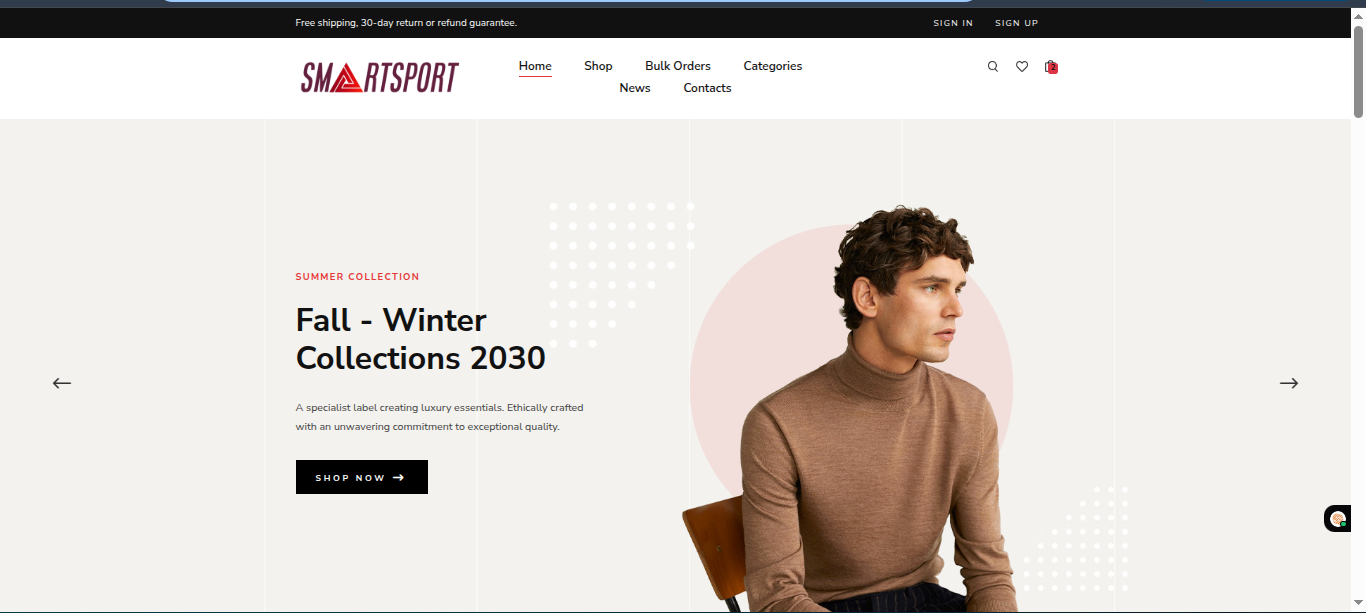 Free shipping, 30-day return or refund guarantee.
SIGN IN SIGN UP
SMARTSPORT
Home Shop Bulk Orders Categories
News Contacts
2
SUMMER COLLECTION
Fall - Winter
Collections 2030
A specialist label creating luxury essentials. Ethically crafted
with an unwavering commitment to exceptional quality.
SHOP NOW